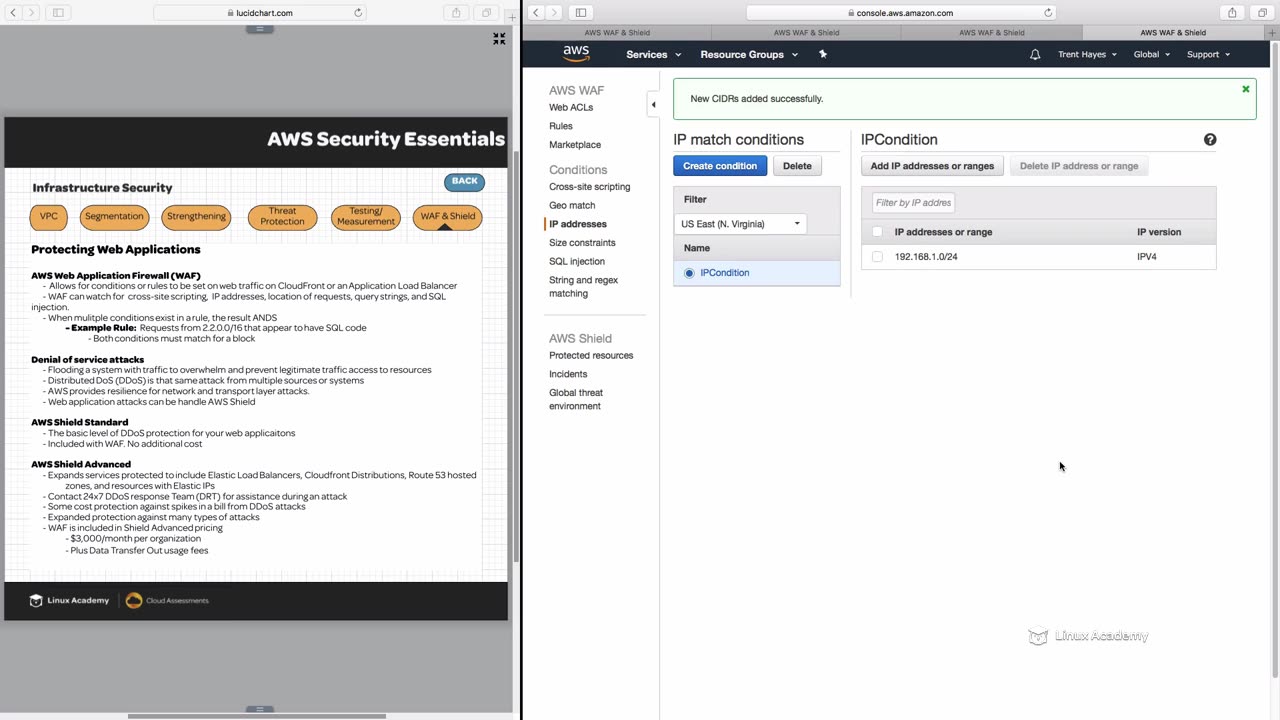 lucidchart.com
AWS Security Essentials
Infrastructure Security
BACK
VPC
Segmentation
Strengthening
Threat
Protection
Testing/
Measurement
WAF & Shield
Protecting Web Applications
AWS Web Application Firewall (WAF)
- Allows for conditions or rules to be set on web traffic on CloudFront or an Application Load Balancer
- WAF can watch for cross-site scripting, IP addresses, location of requests, query strings, and SQL
injection.
- When mulitple conditions exist in a rule, the result ANDS
- Example Rule: Requests from 2.2.0.0/16 that appear to have SQL code
- Both conditions must match for a block
Denial of service attacks
- Flooding a system with traffic to overwhelm and prevent legitimate traffic access to resources
- Distributed DoS (DDoS) is that same attack from multiple sources or systems
- AWS provides resilience for network and transport layer attacks.
- Web application attacks can be handle AWS Shield
AWS Shield Standard
- The basic level of DDoS protection for your web applicaitons
- Included with WAF. No additional cost
AWS Shield Advanced
- Expands services protected to include Elastic Load Balancers, Cloudfront Distributions, Route 53 hosted
zones, and resources with Elastic IPs
- Contact 24x7 DDoS response Team (DRT) for assistance during an attack
- Some cost protection against spikes in a bill from DDoS attacks
- Expanded protection against many types of attacks
- WAF is included in Shield Advanced pricing
- $3,000/month per organization
- Plus Data Transfer Out usage fees
Linux Academy
Cloud Assessments
console.aws.amazon.com
AWS WAF & Shield
AWS WAF & Shield
AWS WAF & Shield
AWS WAF & Shield
aws
Services
Resource Groups
Trent Hayes
Global
Support
AWS WAF
Web ACLs
Rules
Marketplace
Conditions
Cross-site scripting
Geo match
IP addresses
Size constraints
SQL injection
String and regex
matching
AWS Shield
Protected resources
Incidents
Global threat
environment
New CIDRs added successfully.
IP match conditions
Create condition
Delete
Filter
US East (N. Virginia)
Name
IPCondition
IPCondition
Add IP addresses or ranges
Delete IP address or range
Filter by IP addres
IP addresses or range
IP version
192.168.1.0/24
IPV4
Linux Academy